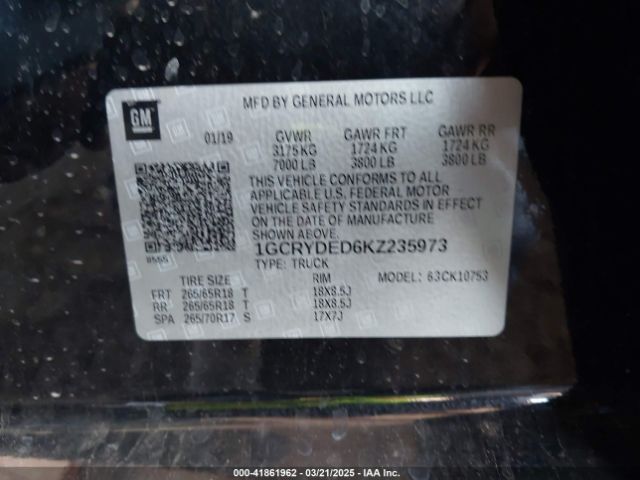 GM
MFD BY GENERAL MOTORS LLC
01/19 GVWR GAWR FRT GAWR RR
3175 KG 1724 KG 1724 KG
7000 LB 3800 LB 3800 LB
THIS VEHICLE CONFORMS TO ALL
APPLICABLE U.S. FEDERAL MOTOR
VEHICLE SAFETY STANDARDS IN EFFECT
ON THE DATE OF MANUFACTURE
SHOWN ABOVE.
1GCRYDED6KZ235973
TYPE: TRUCK MODEL: 63CK10753
TIRE SIZE RIM
FRT 265/65R18 T 18X8.5J
RR 265/65R18 T 18X8.5J
SPA 265/70R17 S 17X7J
000-41861962 — 03/21/2025 — IAA Inc.